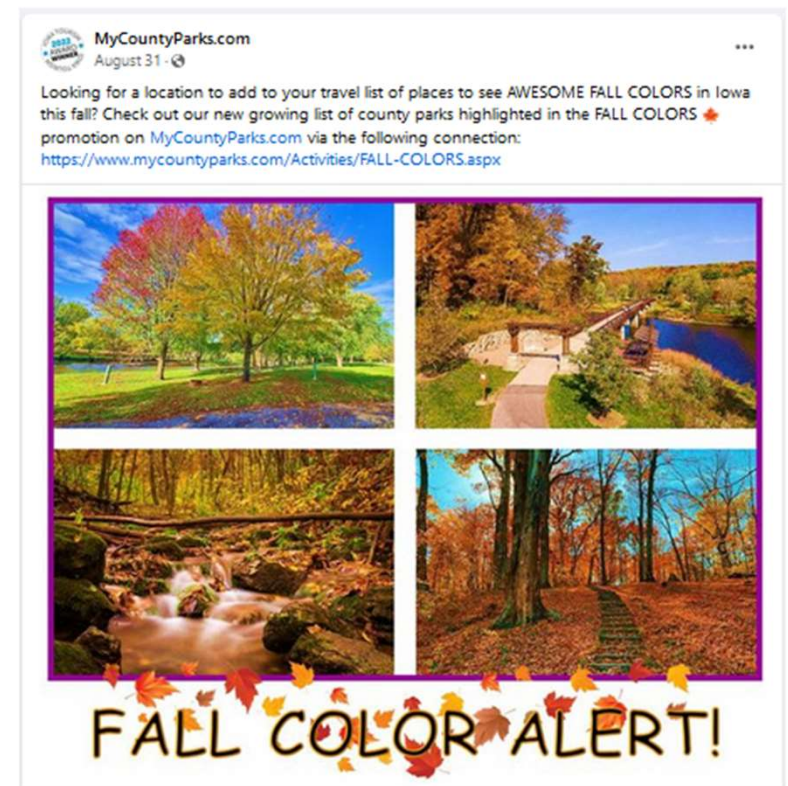 MyCountyParks.com
August 31 ·
Looking for a location to add to your travel list of places to see AWESOME FALL COLORS in Iowa
this fall? Check out our new growing list of county parks highlighted in the FALL COLORS 🍁
promotion on MyCountyParks.com via the following connection:
https://www.mycountyparks.com/Activities/FALL-COLORS.aspx
FALL COLOR ALERT!